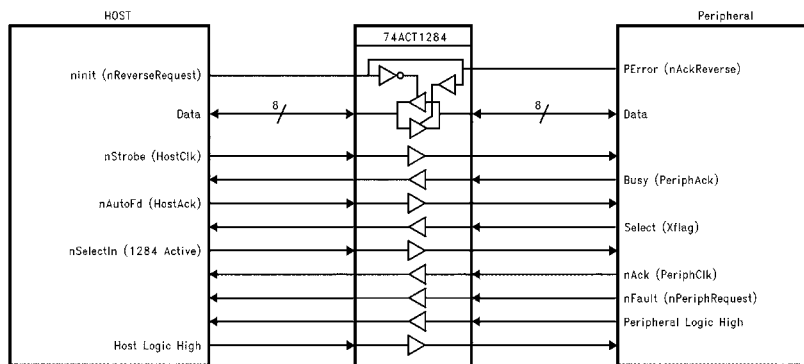 HOST
Peripheral
74ACT1284
ninit (nReverseRequest)
PError (nAckReverse)
Data
8
8
Data
nStrobe (HostClk)
Busy (PeriphAck)
nAutoFd (HostAck)
Select (Xflag)
nSelectIn (1284 Active)
nAck (PeriphClk)
nFault (nPeriphRequest)
Peripheral Logic High
Host Logic High